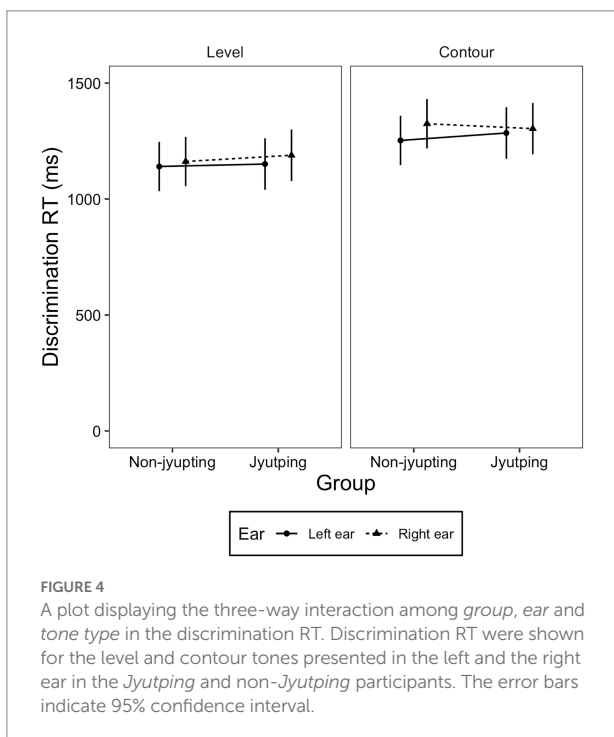 Level Contour
1500
1000
500
0
Discrimination RT (ms)
Non-jyupting Jyutping Non-jyupting Jyutping
Group
Ear Left ear Right ear
FIGURE 4
A plot displaying the three-way interaction among group, ear and
tone type in the discrimination RT. Discrimination RT were shown
for the level and contour tones presented in the left and the right
ear in the Jyutping and non-Jyutping participants. The error bars
indicate 95% confidence interval.